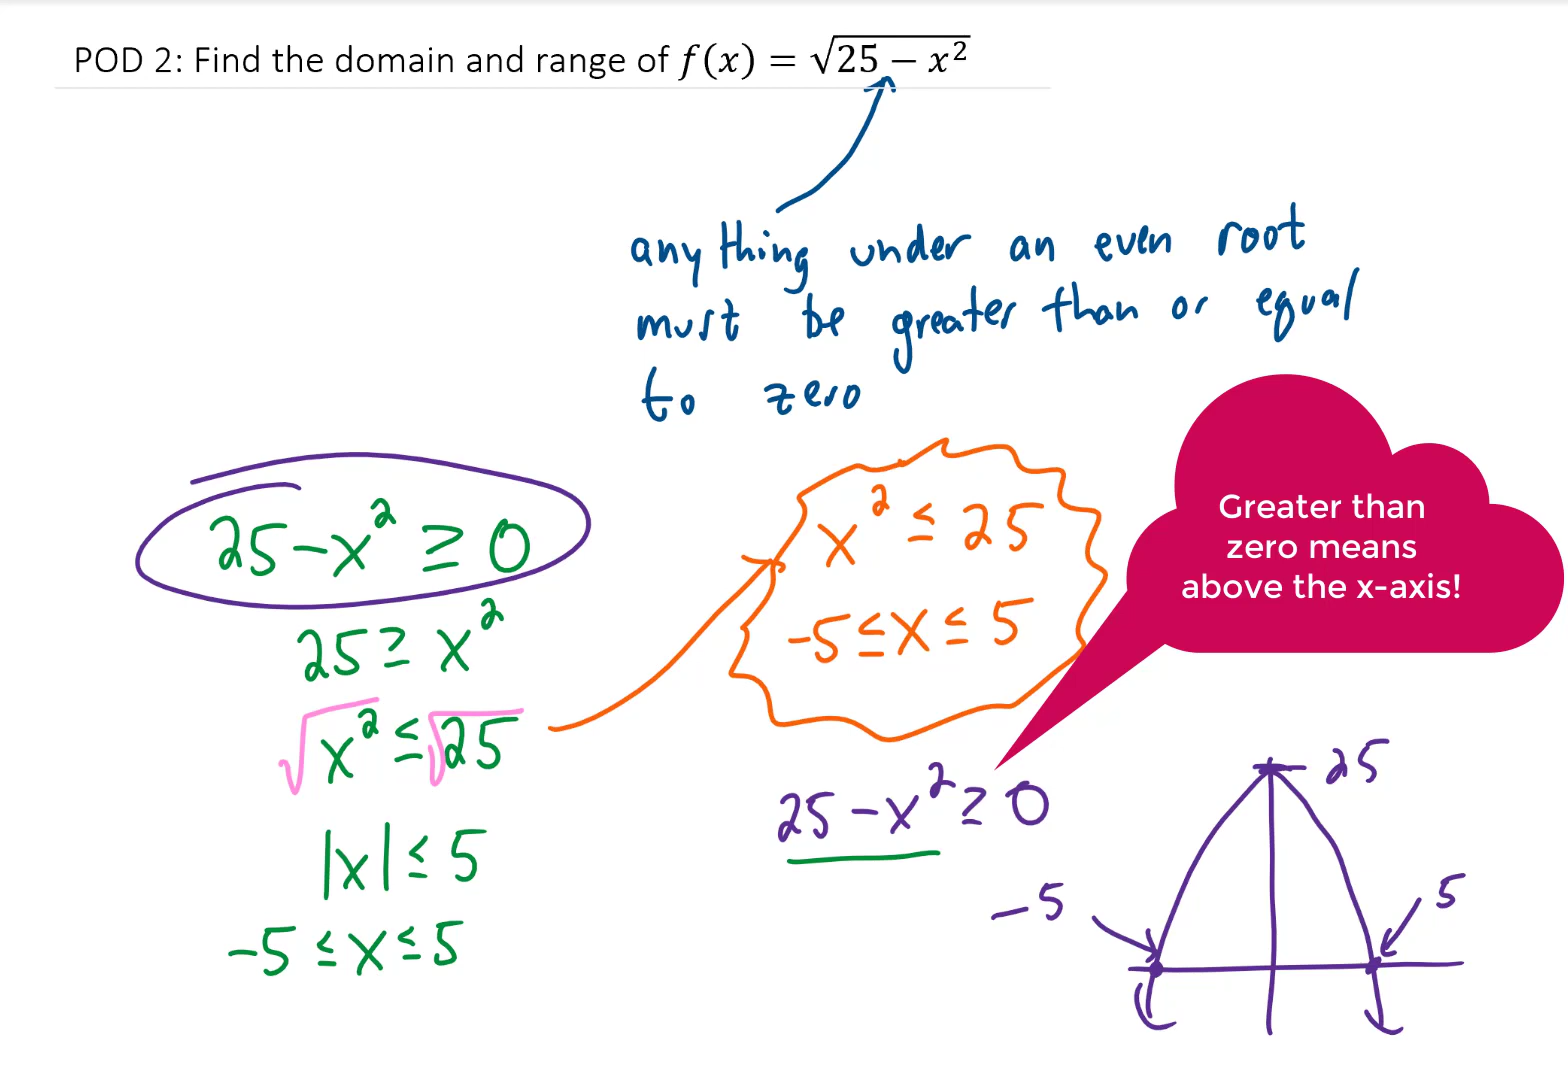 POD 2: Find the domain and range of f(x) = √25 − x²
anything under an even root
must be greater than or equal
to zero
25-x² ≥ 0
25 ≥ x²
√x² ≤ √25
|x| ≤ 5
-5 ≤ x ≤ 5
x² ≤ 25
-5 ≤ x ≤ 5
Greater than
zero means
above the x-axis!
25-x² ≥ 0
25
-5
5